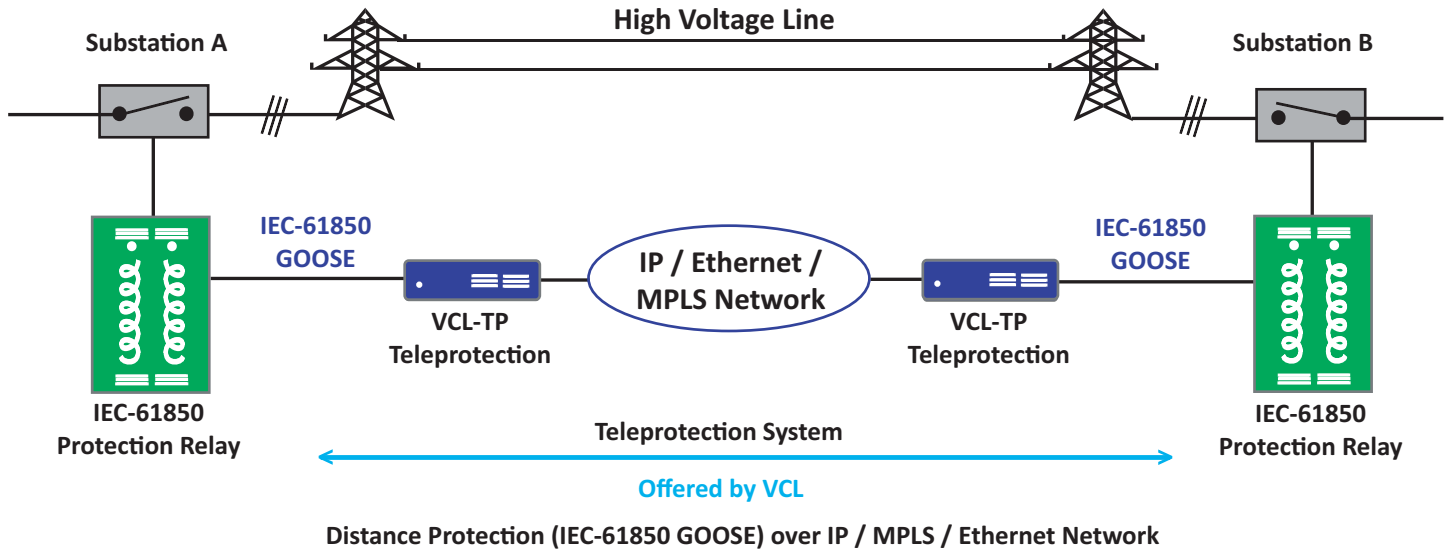 High Voltage Line
Substation A
Substation B
IEC-61850
GOOSE
IEC-61850
GOOSE
IP / Ethernet /
MPLS Network
VCL-TP
Teleprotection
VCL-TP
Teleprotection
IEC-61850
Protection Relay
IEC-61850
Protection Relay
Teleprotection System
Offered by VCL
Distance Protection (IEC-61850 GOOSE) over IP / MPLS / Ethernet Network